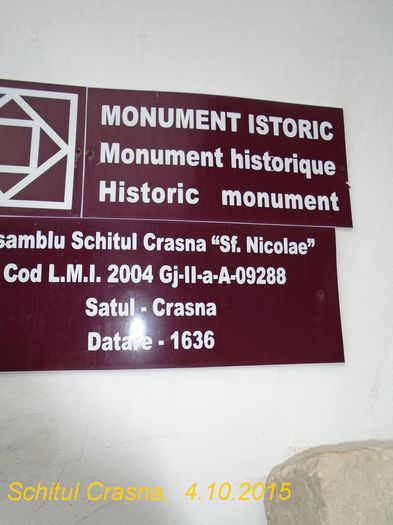 MONUMENT ISTORIC
Monument historique
Historic monument
samblu Schitul Crasna "Sf. Nicolae"
Cod L.M.I. 2004 Gj-II-a-A-09288
Satul - Crasna
Datare - 1636
Schitul Crasna, 4.10.2015